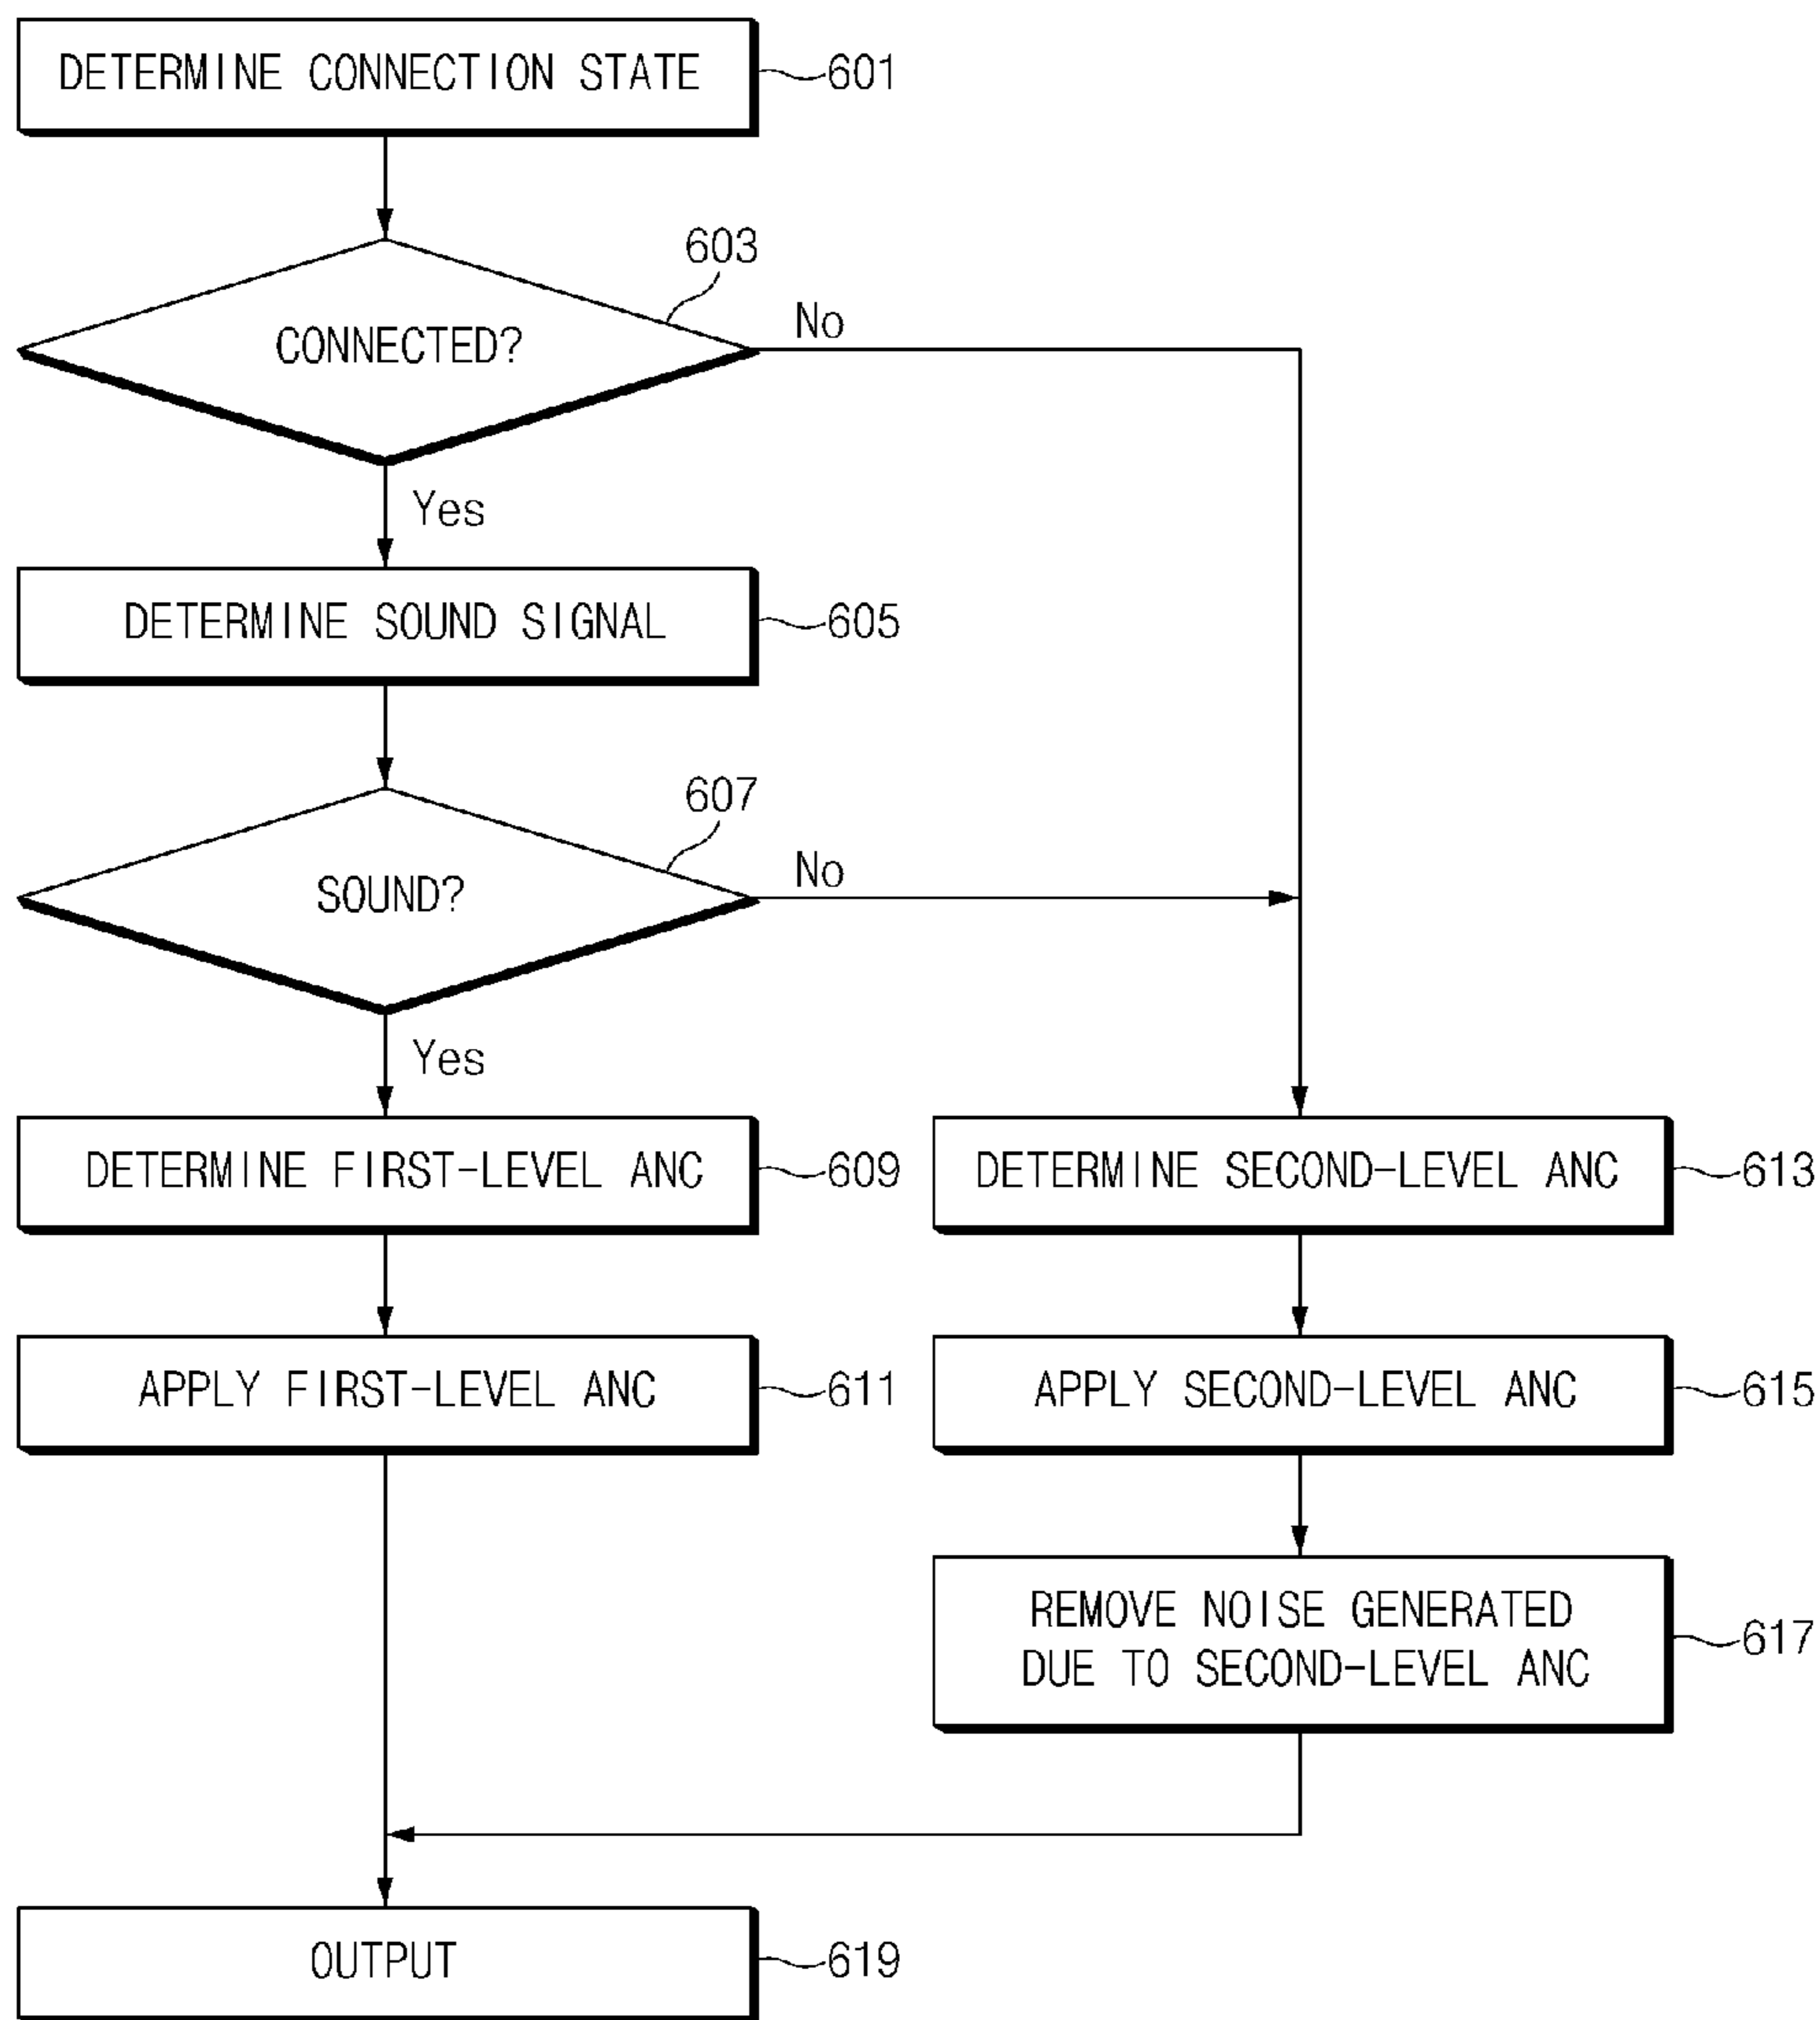 DETERMINE CONNECTION STATE
601
603
CONNECTED?
No
Yes
DETERMINE SOUND SIGNAL
605
607
SOUND?
No
Yes
DETERMINE FIRST-LEVEL ANC
609
DETERMINE SECOND-LEVEL ANC
613
APPLY FIRST-LEVEL ANC
611
APPLY SECOND-LEVEL ANC
615
REMOVE NOISE GENERATED
DUE TO SECOND-LEVEL ANC
617
OUTPUT
619